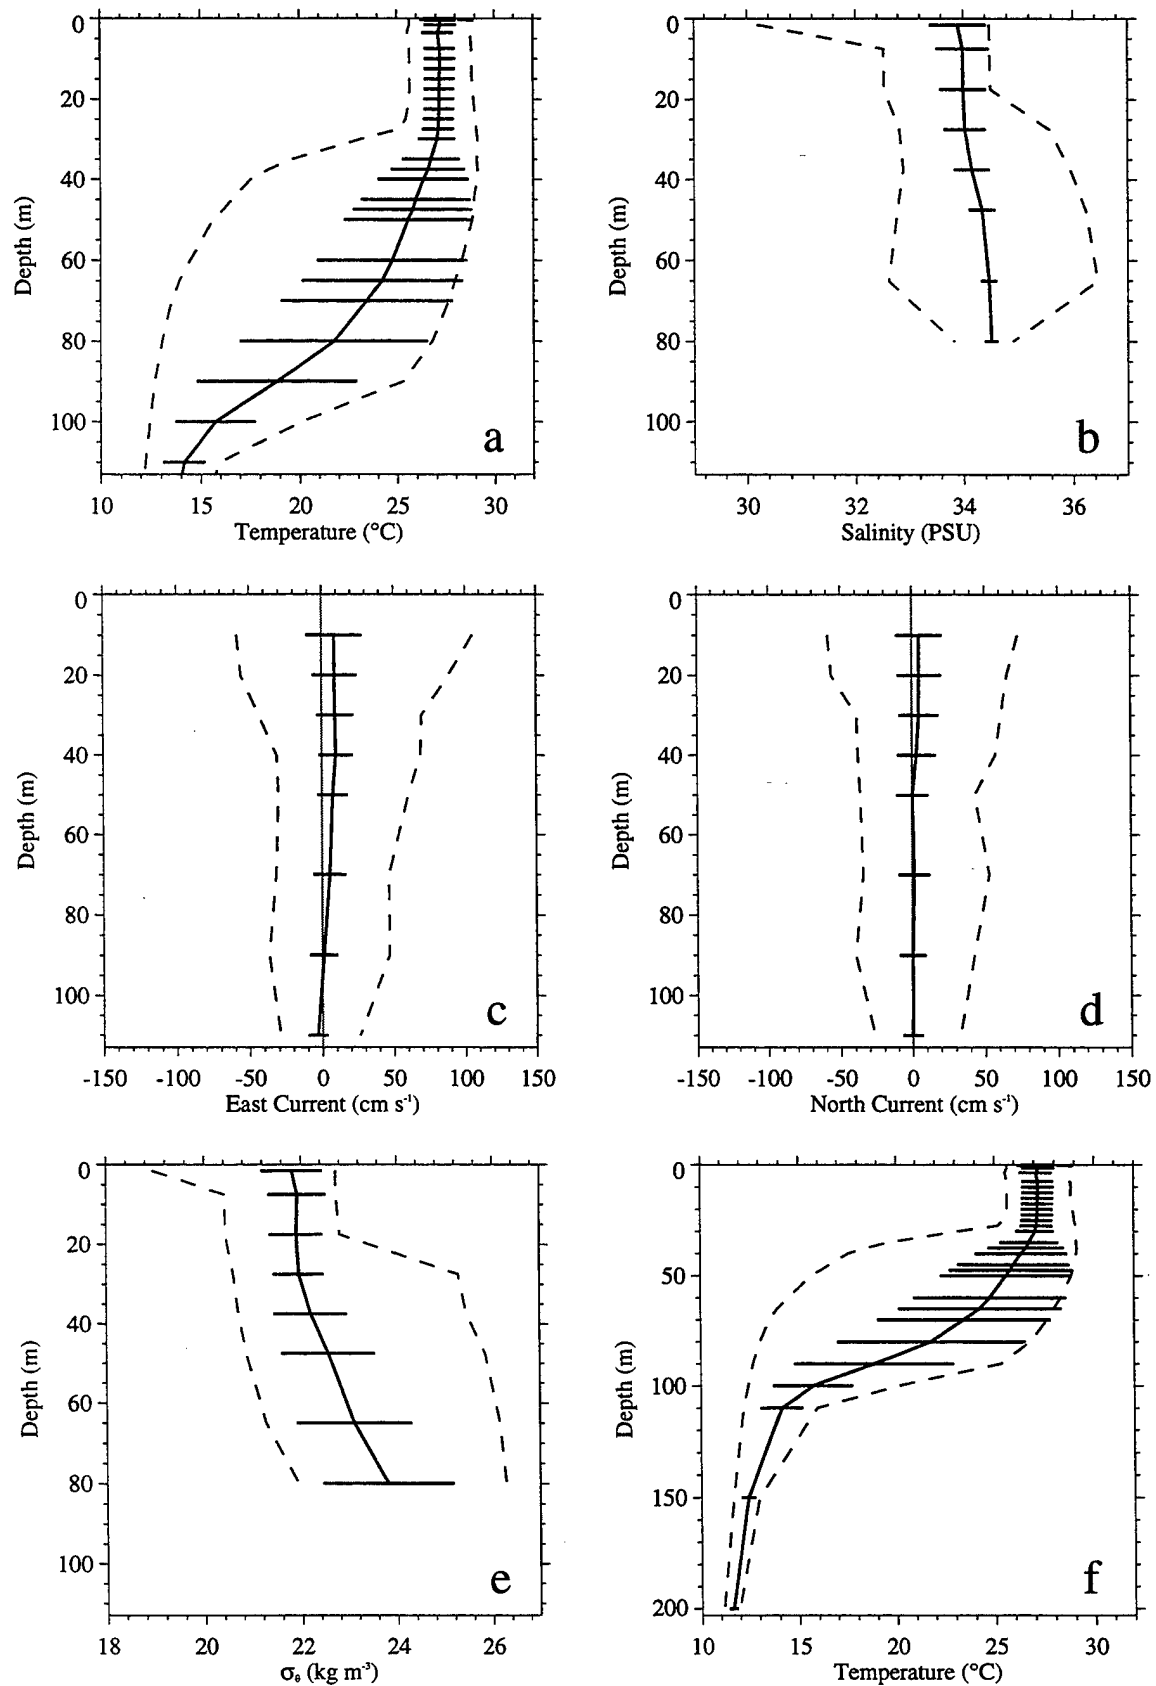 0
20
40
60
80
100
Depth (m)
a
10 15 20 25 30
Temperature (°C)
0
20
40
60
80
100
Depth (m)
b
30 32 34 36
Salinity (PSU)
0
20
40
60
80
100
Depth (m)
c
-150 -100 -50 0 50 100 150
East Current (cm s⁻¹)
0
20
40
60
80
100
Depth (m)
d
-150 -100 -50 0 50 100 150
North Current (cm s⁻¹)
0
20
40
60
80
100
Depth (m)
e
18 20 22 24 26
σθ (kg m⁻³)
0
50
100
150
200
Depth (m)
f
10 15 20 25 30
Temperature (°C)